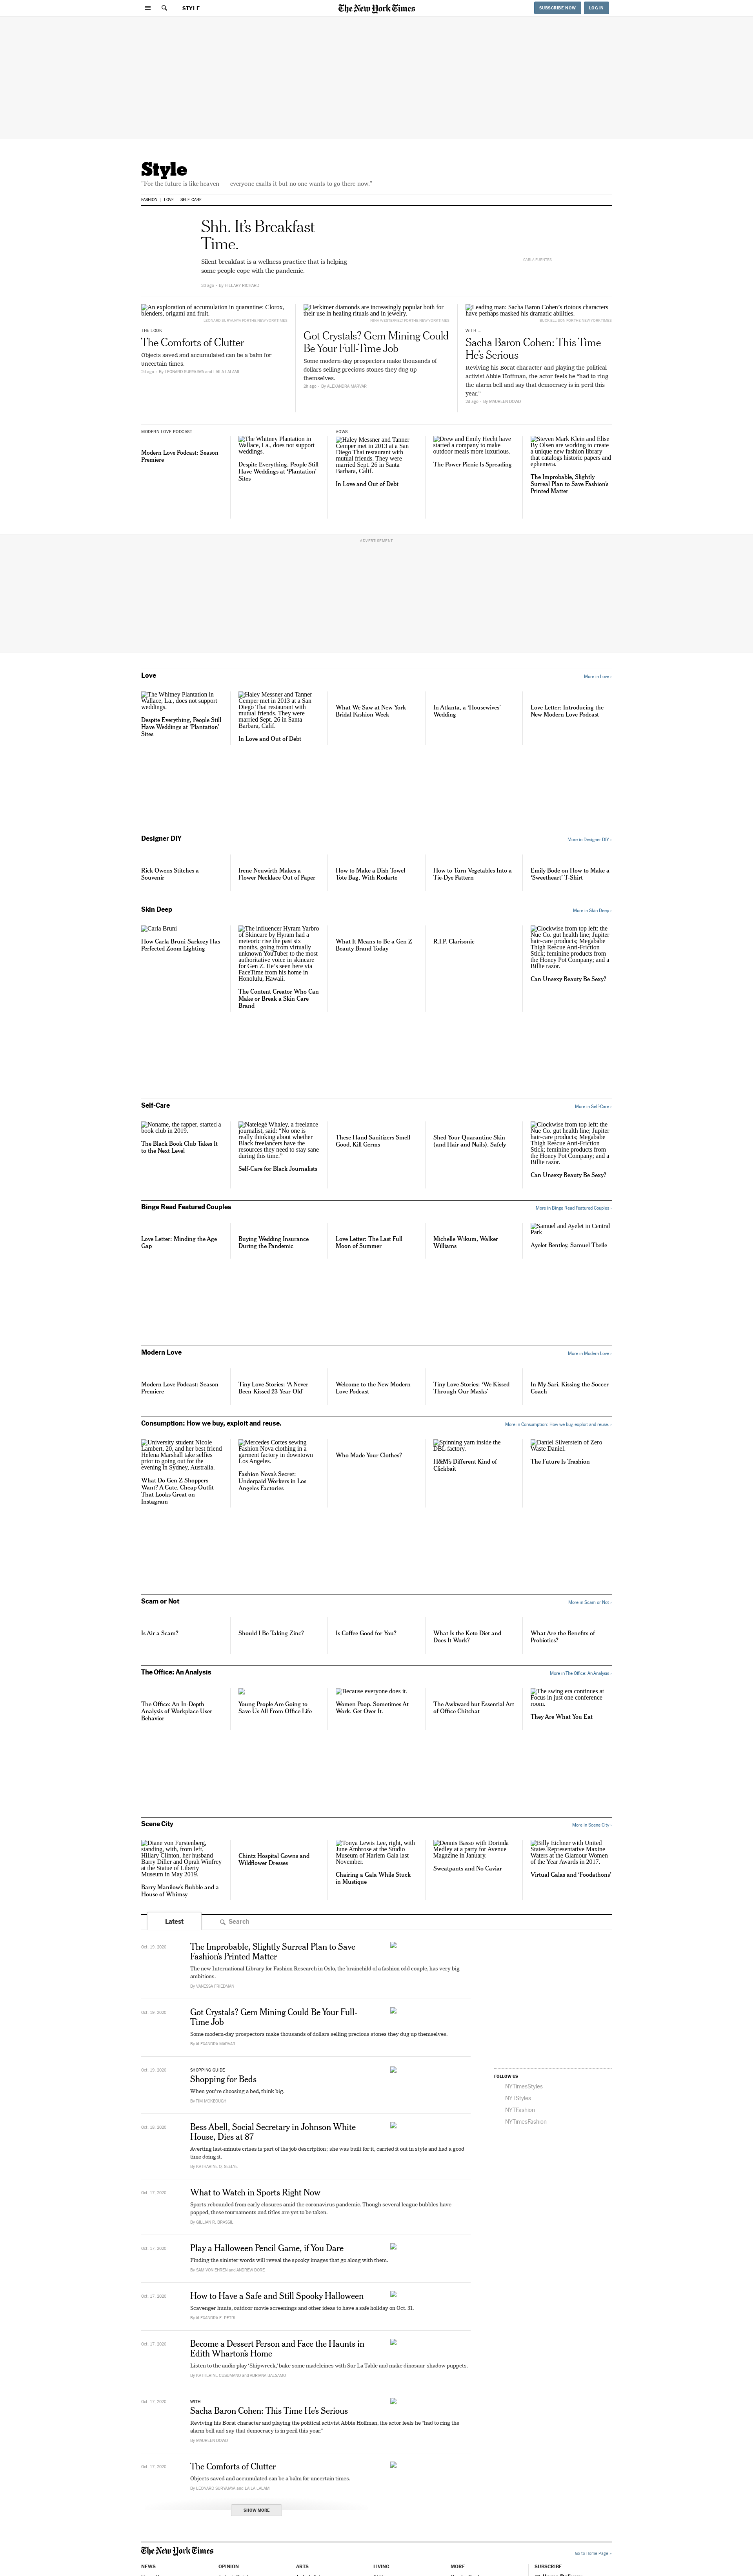 STYLE
The New York Times
SUBSCRIBE NOW
LOG IN
Style
"For the future is like heaven — everyone exalts it but no one wants to go there now."
FASHION
LOVE
SELF-CARE
Shh. It's Breakfast
Time.
Silent breakfast is a wellness practice that is helping
some people cope with the pandemic.
By HILLARY RICHARD
An exploration of accumulation in quarantine: Clorox,
blenders, origami and fruit.
THE LOOK
The Comforts of Clutter
Objects saved and accumulated can be a balm for
uncertain times.
By LEONARD SURYAJAYA and LAILA LALAMI
Herkimer diamonds are increasingly popular both for
their use in healing rituals and in jewelry.
Got Crystals? Gem Mining Could
Be Your Full-Time Job
Some modern-day prospectors make thousands of
dollars selling precious stones they dug up
themselves.
By ALEXANDRA MARVAR
Leading man: Sacha Baron Cohen's riotous characters
have perhaps masked his dramatic abilities.
WITH ...
Sacha Baron Cohen: This Time
He's Serious
Reviving his Borat character and playing the political
activist Abbie Hoffman, the actor feels he "had to ring
the alarm bell and say that democracy is in peril this
year."
By MAUREEN DOWD
MODERN LOVE PODCAST
Modern Love Podcast: Season
Premiere
The Whitney Plantation in
Wallace, La., does not support
weddings.
Despite Everything, People Still
Have Weddings at 'Plantation'
Sites
VOWS
Haley Messner and Tanner
Cemper met in 2013 at a San
Diego Thai restaurant with
mutual friends. They were
married Sept. 26 in Santa
Barbara, Calif.
In Love and Out of Debt
Drew and Emily Hecht have
started a company to make
outdoor meals more luxurious.
The Power Picnic Is Spreading
Steven Mark Klein and Elise
By Olsen are working to create
a unique new fashion library
that catalogs historic papers and
ephemera.
The Improbable, Slightly
Surreal Plan to Save Fashion's
Printed Matter
ADVERTISEMENT
Love
More in Love ›
The Whitney Plantation in
Wallace, La., does not support
weddings.
Despite Everything, People Still
Have Weddings at 'Plantation'
Sites
Haley Messner and Tanner
Cemper met in 2013 at a San
Diego Thai restaurant with
mutual friends. They were
married Sept. 26 in Santa
Barbara, Calif.
In Love and Out of Debt
What We Saw at New York
Bridal Fashion Week
In Atlanta, a 'Housewives'
Wedding
Love Letter: Introducing the
New Modern Love Podcast
Designer DIY
More in Designer DIY ›
Rick Owens Stitches a
Souvenir
Irene Neuwirth Makes a
Flower Necklace Out of Paper
How to Make a Dish Towel
Tote Bag, With Rodarte
How to Turn Vegetables Into a
Tie-Dye Pattern
Emily Bode on How to Make a
'Sweetheart' T-Shirt
Skin Deep
More in Skin Deep ›
Carla Bruni
How Carla Bruni-Sarkozy Has
Perfected Zoom Lighting
The influencer Hyram Yarbro
of Skincare by Hyram had a
meteoric rise the past six
months, going from virtually
unknown YouTuber to the most
authoritative voice in skincare
for Gen Z. He's seen here via
FaceTime from his home in
Honolulu, Hawaii.
The Content Creator Who Can
Make or Break a Skin Care
Brand
What It Means to Be a Gen Z
Beauty Brand Today
R.I.P. Clarisonic
Clockwise from top left: the
Nue Co. gut health line; Jupiter
hair-care products; Megababe
Thigh Rescue Anti-Friction
Stick; feminine products from
the Honey Pot Company; and a
Billie razor.
Can Unsexy Beauty Be Sexy?
Self-Care
More in Self-Care ›
Noname, the rapper, started a
book club in 2019.
The Black Book Club Takes It
to the Next Level
Natelegé Whaley, a freelance
journalist, said: "No one is
really thinking about whether
Black freelancers have the
resources they need to stay sane
during this time."
Self-Care for Black Journalists
These Hand Sanitizers Smell
Good, Kill Germs
Shed Your Quarantine Skin
(and Hair and Nails), Safely
Clockwise from top left: the
Nue Co. gut health line; Jupiter
hair-care products; Megababe
Thigh Rescue Anti-Friction
Stick; feminine products from
the Honey Pot Company; and a
Billie razor.
Can Unsexy Beauty Be Sexy?
Binge Read Featured Couples
More in Binge Read Featured Couples ›
Love Letter: Minding the Age
Gap
Buying Wedding Insurance
During the Pandemic
Love Letter: The Last Full
Moon of Summer
Michelle Wikum, Walker
Williams
Samuel and Ayelet in Central
Park
Ayelet Bentley, Samuel Theile
Modern Love
More in Modern Love ›
Modern Love Podcast: Season
Premiere
Tiny Love Stories: 'A Never-
Been-Kissed 23-Year-Old'
Welcome to the New Modern
Love Podcast
Tiny Love Stories: 'We Kissed
Through Our Masks'
In My Sari, Kissing the Soccer
Coach
Consumption: How we buy, exploit and reuse.
More in Consumption: How we buy, exploit and reuse. ›
University student Nicole
Lambert, 20, and her best friend
Helena Marshall take selfies
prior to going out for the
evening in Sydney, Australia.
What Do Gen Z Shoppers
Want? A Cute, Cheap Outfit
That Looks Great on
Instagram
Mercedes Cortes sewing
Fashion Nova clothing in a
garment factory in downtown
Los Angeles.
Fashion Nova's Secret:
Underpaid Workers in Los
Angeles Factories
Who Made Your Clothes?
Spinning yarn inside the
DBL factory.
H&M's Different Kind of
Clickbait
Daniel Silverstein of Zero
Waste Daniel.
The Future Is Trashion
Scam or Not
More in Scam or Not ›
Is Air a Scam?
Should I Be Taking Zinc?
Is Coffee Good for You?
What Is the Keto Diet and
Does It Work?
What Are the Benefits of
Probiotics?
The Office: An Analysis
More in The Office: An Analysis ›
The Office: An In-Depth
Analysis of Workplace User
Behavior
Young People Are Going to
Save Us All From Office Life
Because everyone does it.
Women Poop. Sometimes At
Work. Get Over It.
The Awkward but Essential Art
of Office Chitchat
The swing era continues at
Focus in just one conference
room.
They Are What You Eat
Scene City
More in Scene City ›
Diane von Furstenberg,
standing, with, from left,
Hillary Clinton, her husband
Barry Diller and Oprah Winfrey
at the Statue of Liberty
Museum in May 2019.
Barry Manilow's Bubble and a
House of Whimsy
Chintz Hospital Gowns and
Wildflower Dresses
Tonya Lewis Lee, right, with
June Ambrose at the Studio
Museum of Harlem Gala last
November.
Chairing a Gala While Stuck
in Mustique
Dennis Basso with Dorinda
Medley at a party for Avenue
Magazine in January.
Sweatpants and No Caviar
Billy Eichner with United
States Representative Maxine
Waters at the Glamour Women
of the Year Awards in 2017.
Virtual Galas and 'Foodathons'
Latest
Search
Oct. 19, 2020
The Improbable, Slightly Surreal Plan to Save
Fashion's Printed Matter
The new International Library for Fashion Research in Oslo, the brainchild of a fashion odd couple, has very big
ambitions.
By VANESSA FRIEDMAN
Oct. 19, 2020
Got Crystals? Gem Mining Could Be Your Full-
Time Job
Some modern-day prospectors make thousands of dollars selling precious stones they dug up themselves.
By ALEXANDRA MARVAR
Oct. 19, 2020
SHOPPING GUIDE
Shopping for Beds
When you're choosing a bed, think big.
By TIM McKEOUGH
Oct. 18, 2020
Bess Abell, Social Secretary in Johnson White
House, Dies at 87
Averting last-minute crises is part of the job description; she was built for it, carried it out in style and had a good
time doing it.
By KATHARINE Q. SEELYE
Oct. 17, 2020
What to Watch in Sports Right Now
Sports rebounded from early closures amid the coronavirus pandemic. Though several league bubbles have
popped, these tournaments and titles are yet to be taken.
By GILLIAN R. BRASSIL
Oct. 17, 2020
Play a Halloween Pencil Game, if You Dare
Finding the sinister words will reveal the spooky images that go along with them.
By SAM VON EHREN and ANDREW DORE
Oct. 17, 2020
How to Have a Safe and Still Spooky Halloween
Scavenger hunts, outdoor movie screenings and other ideas to have a safe holiday on Oct. 31.
By ALEXANDRA E. PETRI
Oct. 17, 2020
Become a Dessert Person and Face the Haunts in
Edith Wharton's Home
Listen to the audio play 'Shipwreck,' bake some madeleines with Sur La Table and make dinosaur-shadow puppets.
By KATHERINE CUSUMANO and ADRIANA BALSAMO
Oct. 17, 2020
WITH ...
Sacha Baron Cohen: This Time He's Serious
Reviving his Borat character and playing the political activist Abbie Hoffman, the actor feels he "had to ring the
alarm bell and say that democracy is in peril this year."
By MAUREEN DOWD
Oct. 17, 2020
The Comforts of Clutter
Objects saved and accumulated can be a balm for uncertain times.
By LEONARD SURYAJAYA and LAILA LALAMI
SHOW MORE
FOLLOW US
NYTimesStyles
NYTStyles
NYTFashion
NYTimesFashion
The New York Times
Go to Home Page »
NEWS
OPINION
ARTS
LIVING
MORE
SUBSCRIBE